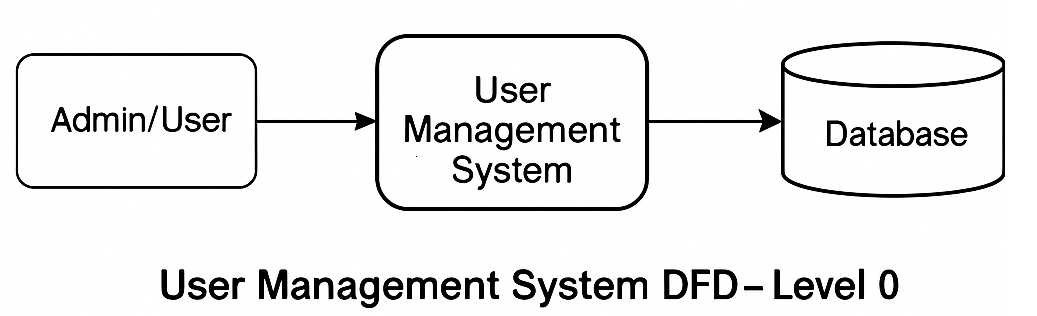 Admin/User
User
Management
System
Database
User Management System DFD – Level 0